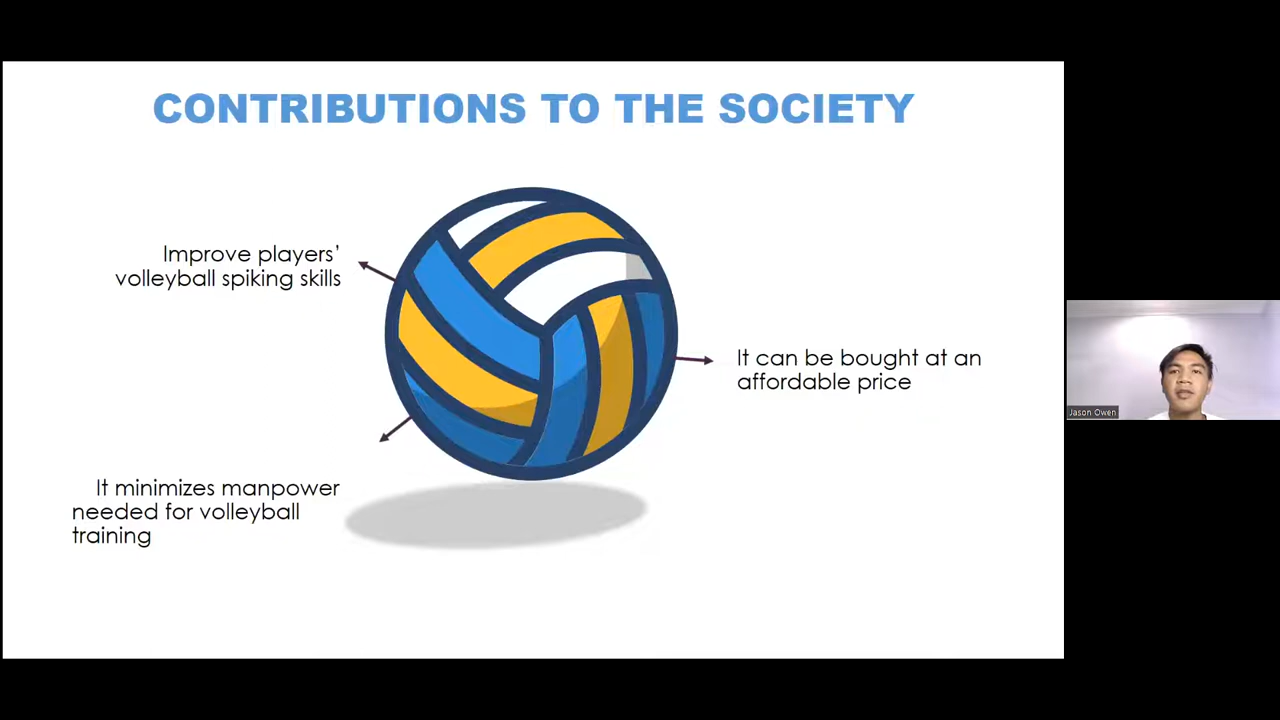 CONTRIBUTIONS TO THE SOCIETY
Improve players’
volleyball spiking skills
It can be bought at an
affordable price
It minimizes manpower
needed for volleyball
training
Jason Owen